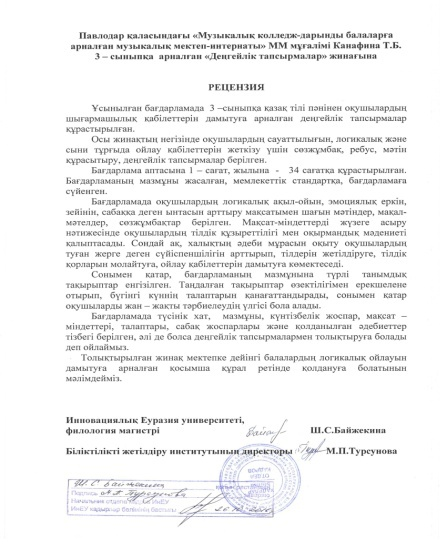 Павлодар қаласындағы «Музыкалық колледж-дарынды балаларға
арналған музыкалық мектеп-интернаты» ММ мұғалімі Канафина Т.Б.
3 – сыныпқа арналған «Деңгейлік тапсырмалар» жинағына
РЕЦЕНЗИЯ
Ұсынылған бағдарламада 3 –сыныпқа қазақ тілі пәнінен оқушылардың
шығармашылық қабілеттерін дамытуға арналған деңгейлік тапсырмалар
құрастырылған.
Осы жинақтың негізінде оқушылардың сауаттылығын, логикалық және
сыни тұрғыда ойлау қабілеттерін жеткізу үшін сөзжұмбақ, ребус, мәтін
құрасытыру, деңгейлік тапсырмалар берілген.
Бағдарлама аптасына 1 – сағат, жылына - 34 сағатқа құрастырылған.
Бағдарламаның мазмұны жасалған, мемлекеттік стандартқа, бағдарламаға
сүйенген.
Бағдарламада оқушылардың логикалық ақыл-ойын, эмоциялық еркін,
зейінін, сабаққа деген ынтасын арттыру мақсатымен шағын мәтіндер, мақал-
мәтелдер, сөзжұмбақтар берілген. Мақсат-міндеттерді жүзеге асыру
нәтижесінде оқушылардың тілдік құзыреттілігі мен оқырмандық мәдениеті
қалыптасады. Сондай ақ, халықтың әдеби мұрасын оқыту оқушылардың
туған жерге деген сүйіспеншілігін арттырып, тілдерін жетілдіруге, тілдік
қорларын молайтуға, ойлау қабілеттерін дамытуға көмектеседі.
Сонымен қатар, бағдарламаның мазмұнына түрлі танымдық
тақырыптар енгізілген. Таңдалған тақырыптар өзектілігімен ерекшелене
отырып, бүгінгі күннің талаптарын қанағаттандырады, сонымен қатар
оқушыларды жан – жақты тәрбиелеудің үлгісі бола алады.
Бағдарламада түсінік хат, мазмұны, күнтізбелік жоспар, мақсат –
міндеттері, талаптары, сабақ жоспарлары және қолданылған әдебиеттер
тізбегі берілген, әлі де болса деңгейлік тапсырмалармен толықтыруға болады
деп ойлаймыз.
Толықтырылған жинақ мектепке дейінгі балалардың логикалық ойлауын
дамытуға арналған қосымша құрал ретінде қолдануға болатынын
мәлімдейміз.
Инновациялық Еуразия университеті,
филология магистрі Ш.С.Байжекина
Біліктілікті жетілдіру институтының директоры М.П.Турсунова
Ш.С Байжекина
Подпись М.П. Турсунова